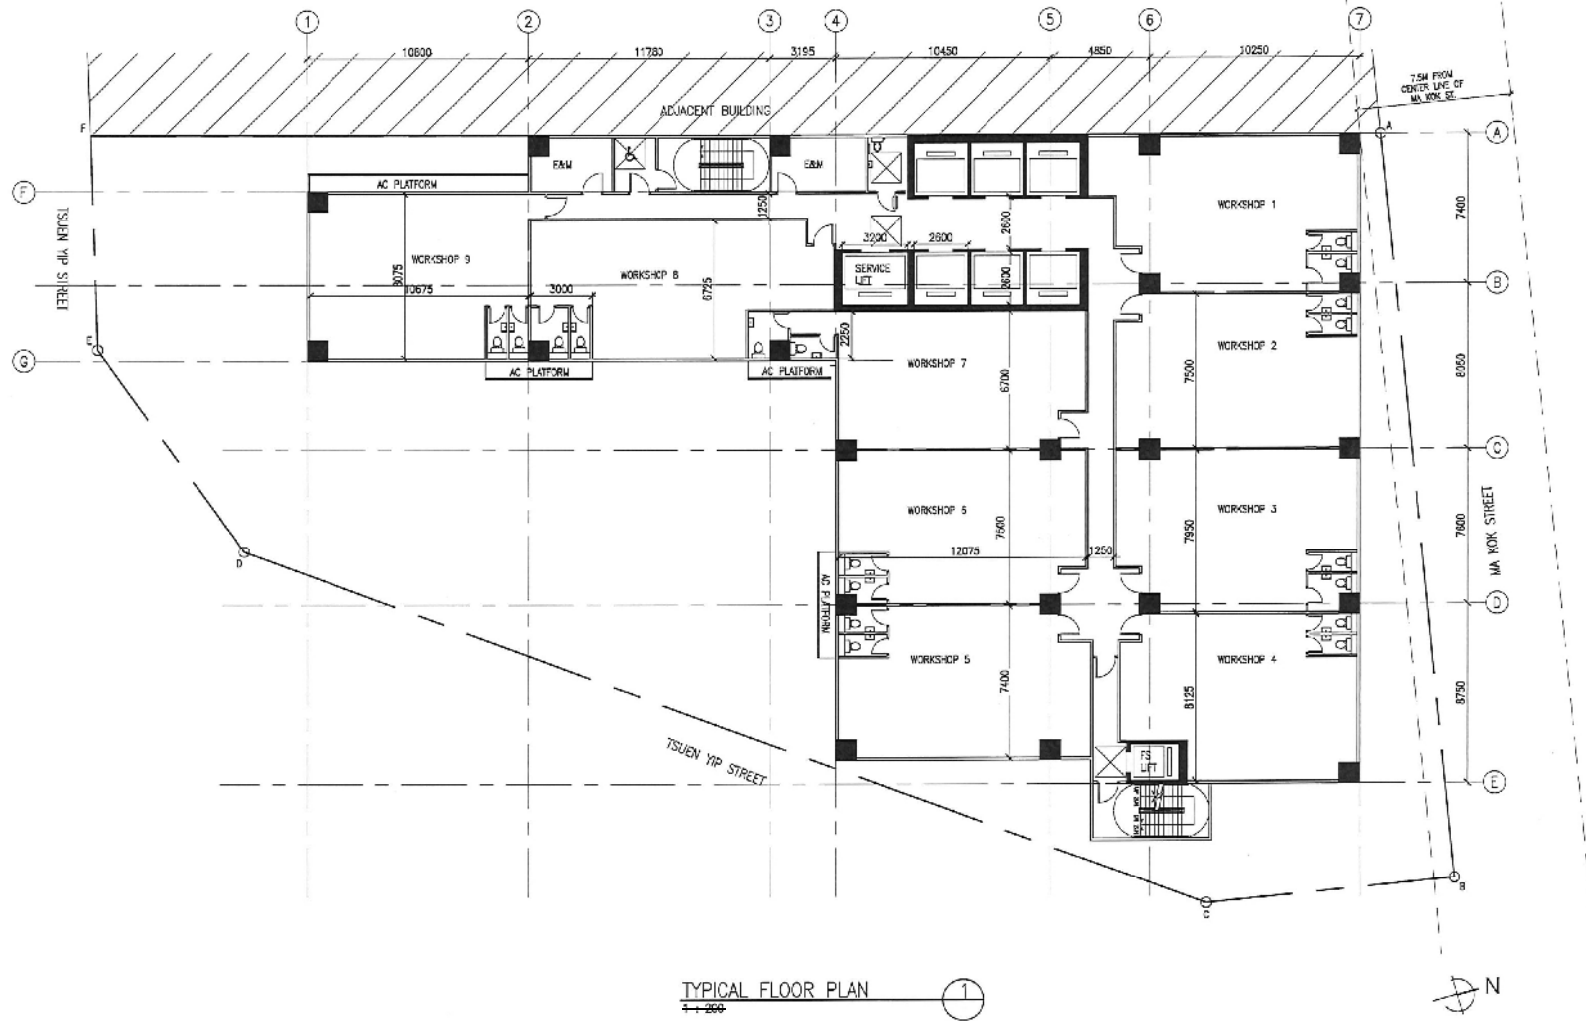 1 2 3 4 5 6 7
10800 11780 3195 10450 4850 10250
7.5M FROM
CENTER LINE OF
MA KOK ST.
ADJACENT BUILDING
F
A
A
E&M
E&M
AC PLATFORM
F
TSUEN YIP STREET
1250
2600
WORKSHOP 1
7400
3200 2600
WORKSHOP 9
8075
WORKSHOP 8
6725
SERVICE
LIFT
2600
B
10675 3000
2250
WORKSHOP 2
7500
8050
E
G
AC PLATFORM
AC PLATFORM
WORKSHOP 7
6700
C
WORKSHOP 6
7500
WORKSHOP 3
7950
7600
MA KOK STREET
12075 1250
D
AC PLATFORM
D
WORKSHOP 5
7400
WORKSHOP 4
8125
8750
TSUEN YIP STREET
FS
LIFT
E
B
C
TYPICAL FLOOR PLAN 1
1 : 200
N